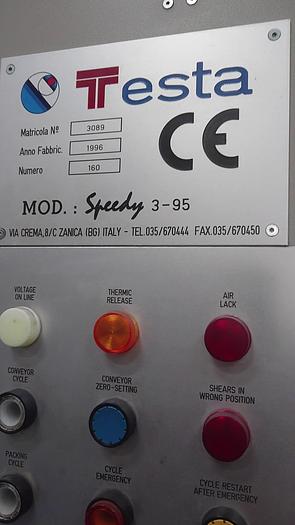 Testa
CE
Matricola Nº 3089
Anno Fabbric. 1996
Numero 160
MOD. : Speedy 3-95
VIA CREMA,8/C ZANICA (BG) ITALY - TEL.035/670444 FAX.035/670450
VOLTAGE
ON LINE
THERMIC
RELEASE
AIR
LACK
CONVEYOR
CYCLE
CONVEYOR
ZERO-SETTING
SHEARS IN
WRONG POSITION
PACKING
CYCLE
CYCLE
EMERGENCY
CYCLE RESTART
AFTER EMERGENCY